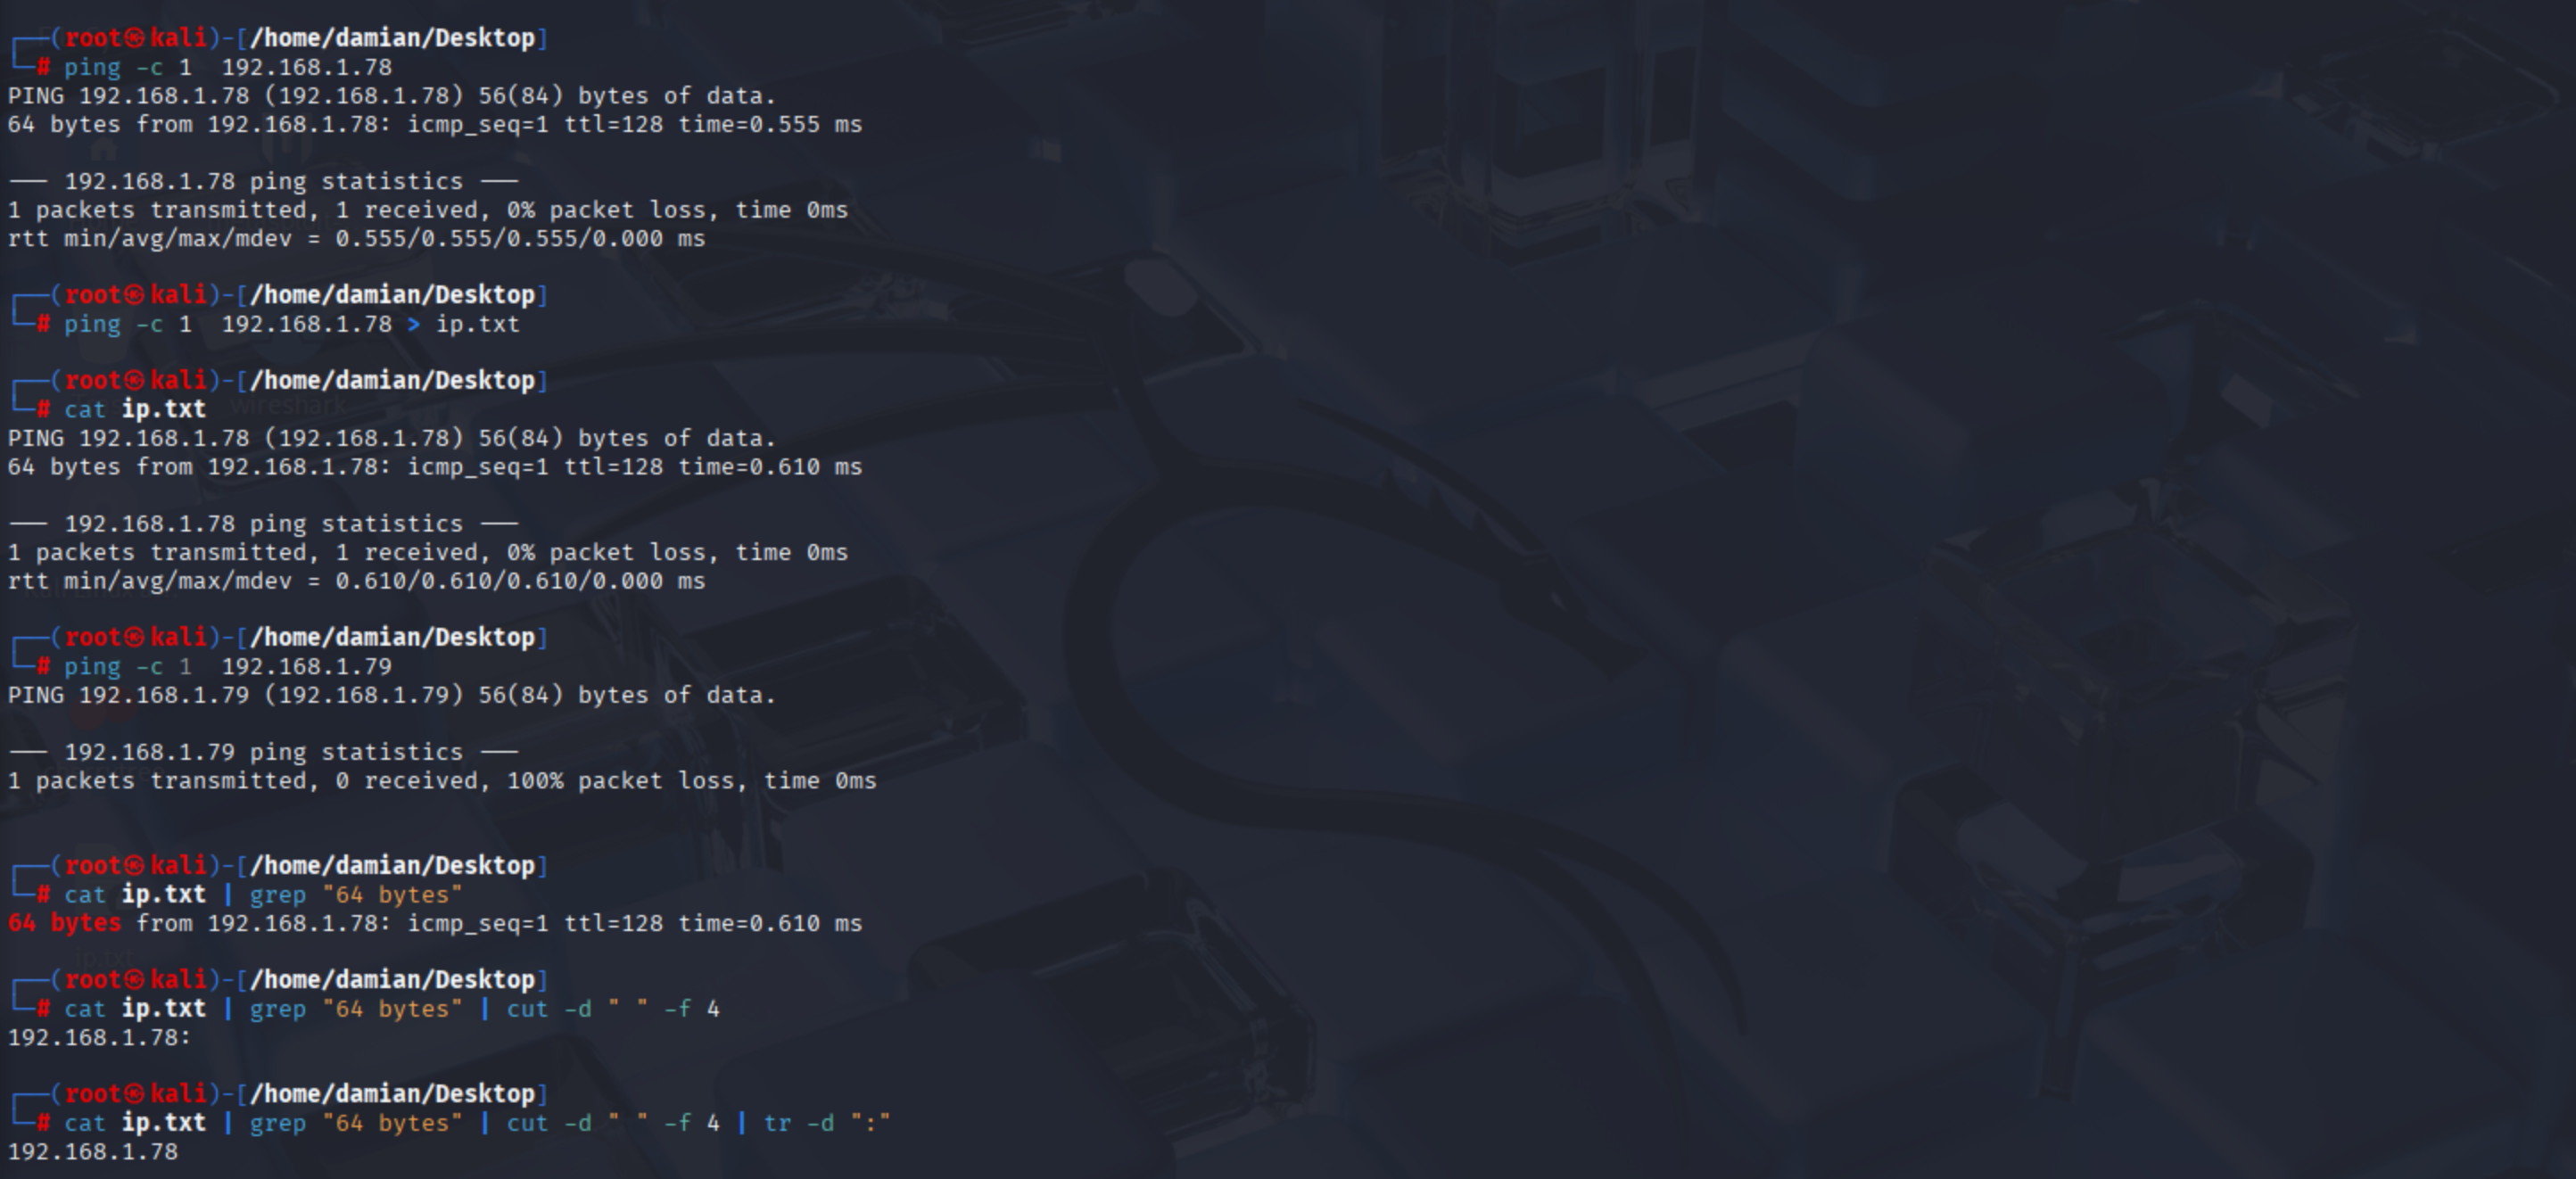 ┌──(root㉿kali)-[/home/damian/Desktop]
└─# ping -c 1  192.168.1.78
PING 192.168.1.78 (192.168.1.78) 56(84) bytes of data.
64 bytes from 192.168.1.78: icmp_seq=1 ttl=128 time=0.555 ms

--- 192.168.1.78 ping statistics ---
1 packets transmitted, 1 received, 0% packet loss, time 0ms
rtt min/avg/max/mdev = 0.555/0.555/0.555/0.000 ms

┌──(root㉿kali)-[/home/damian/Desktop]
└─# ping -c 1  192.168.1.78 > ip.txt

┌──(root㉿kali)-[/home/damian/Desktop]
└─# cat ip.txt
wireshark
PING 192.168.1.78 (192.168.1.78) 56(84) bytes of data.
64 bytes from 192.168.1.78: icmp_seq=1 ttl=128 time=0.610 ms

--- 192.168.1.78 ping statistics ---
1 packets transmitted, 1 received, 0% packet loss, time 0ms
rtt min/avg/max/mdev = 0.610/0.610/0.610/0.000 ms

┌──(root㉿kali)-[/home/damian/Desktop]
└─# ping -c 1  192.168.1.79
PING 192.168.1.79 (192.168.1.79) 56(84) bytes of data.

--- 192.168.1.79 ping statistics ---
1 packets transmitted, 0 received, 100% packet loss, time 0ms

┌──(root㉿kali)-[/home/damian/Desktop]
└─# cat ip.txt | grep "64 bytes"
64 bytes from 192.168.1.78: icmp_seq=1 ttl=128 time=0.610 ms
ip.txt

┌──(root㉿kali)-[/home/damian/Desktop]
└─# cat ip.txt | grep "64 bytes" | cut -d " " -f 4
192.168.1.78:

┌──(root㉿kali)-[/home/damian/Desktop]
└─# cat ip.txt | grep "64 bytes" | cut -d " " -f 4 | tr -d ":"
192.168.1.78